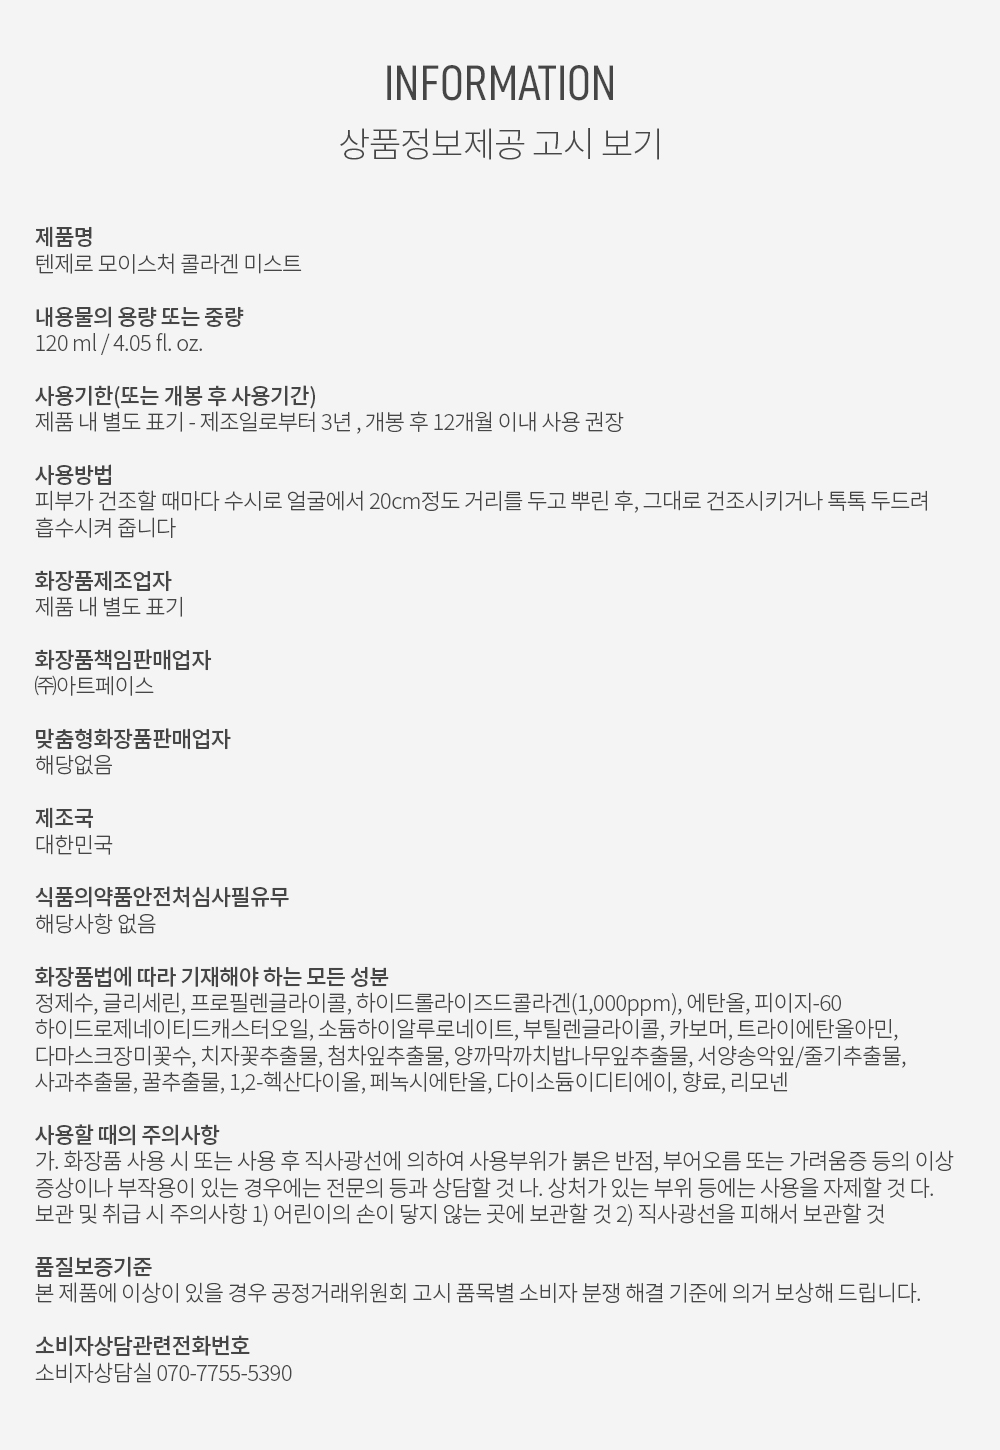 INFORMATION
상품정보제공 고시 보기
제품명
텐제로 모이스처 콜라겐 미스트
내용물의 용량 또는 중량
120 ml / 4.05 fl. oz.
사용기한(또는 개봉 후 사용기간)
제품 내 별도 표기 - 제조일로부터 3년 , 개봉 후 12개월 이내 사용 권장
사용방법
피부가 건조할 때마다 수시로 얼굴에서 20cm정도 거리를 두고 뿌린 후, 그대로 건조시키거나 톡톡 두드려
흡수시켜 줍니다
화장품제조업자
제품 내 별도 표기
화장품책임판매업자
㈜아트페이스
맞춤형화장품판매업자
해당없음
제조국
대한민국
식품의약품안전처심사필유무
해당사항 없음
화장품법에 따라 기재해야 하는 모든 성분
정제수, 글리세린, 프로필렌글라이콜, 하이드롤라이즈드콜라겐(1,000ppm), 에탄올, 피이지-60
하이드로제네이티드캐스터오일, 소듐하이알루로네이트, 부틸렌글라이콜, 카보머, 트라이에탄올아민,
다마스크장미꽃수, 치자꽃추출물, 첨차잎추출물, 양까막까치밥나무잎추출물, 서양송악잎/줄기추출물,
사과추출물, 꿀추출물, 1,2-헥산다이올, 페녹시에탄올, 다이소듐이디티에이, 향료, 리모넨
사용할 때의 주의사항
가. 화장품 사용 시 또는 사용 후 직사광선에 의하여 사용부위가 붉은 반점, 부어오름 또는 가려움증 등의 이상
증상이나 부작용이 있는 경우에는 전문의 등과 상담할 것 나. 상처가 있는 부위 등에는 사용을 자제할 것 다.
보관 및 취급 시 주의사항 1) 어린이의 손이 닿지 않는 곳에 보관할 것 2) 직사광선을 피해서 보관할 것
품질보증기준
본 제품에 이상이 있을 경우 공정거래위원회 고시 품목별 소비자 분쟁 해결 기준에 의거 보상해 드립니다.
소비자상담관련전화번호
소비자상담실 070-7755-5390